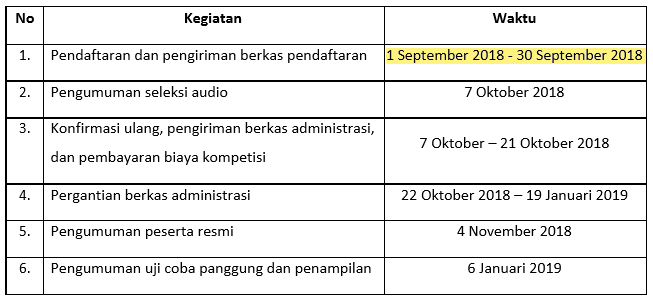 No Kegiatan Waktu
1. Pendaftaran dan pengiriman berkas pendaftaran 1 September 2018 - 30 September 2018
2. Pengumuman seleksi audio 7 Oktober 2018
3. Konfirmasi ulang, pengiriman berkas administrasi,
dan pembayaran biaya kompetisi 7 Oktober – 21 Oktober 2018
4. Pergantian berkas administrasi 22 Oktober 2018 – 19 Januari 2019
5. Pengumuman peserta resmi 4 November 2018
6. Pengumuman uji coba panggung dan penampilan 6 Januari 2019